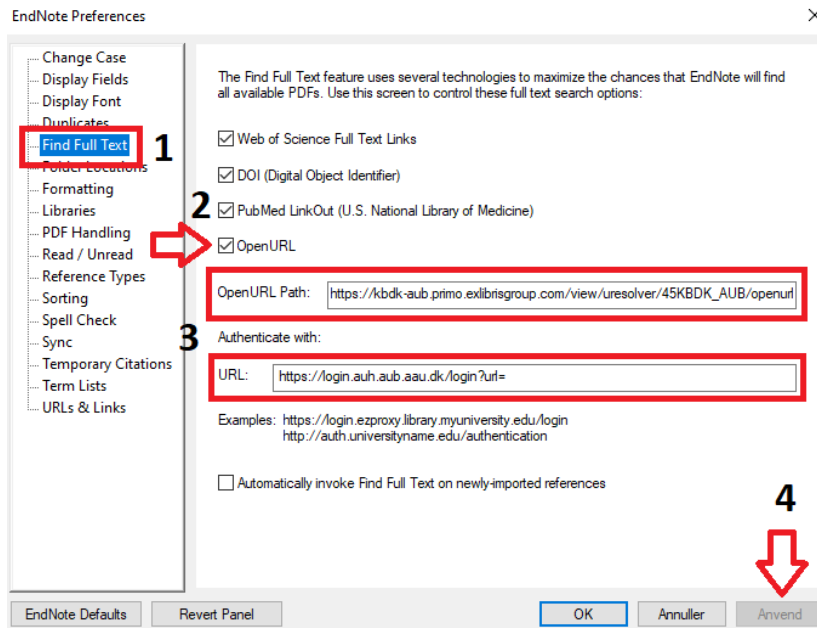 EndNote Preferences
Change Case
Display Fields
Display Font
Duplicates
Find Full Text
1
Folder Locations
Formatting
Libraries
PDF Handling
Read / Unread
Reference Types
Sorting
Spell Check
Sync
Temporary Citations
Term Lists
URLs & Links
The Find Full Text feature uses several technologies to maximize the chances that EndNote will find
all available PDFs. Use this screen to control these full text search options:
Web of Science Full Text Links
DOI (Digital Object Identifier)
2
PubMed LinkOut (U.S. National Library of Medicine)
OpenURL
OpenURL Path: https://kbdk-aub.primo.exlibrisgroup.com/view/uresolver/45KBDK_AUB/openurl
3
Authenticate with:
URL: https://login.auh.aub.aau.dk/login?url=
Examples: https://login.ezproxy.library.myuniversity.edu/login
http://auth.universityname.edu/authentication
Automatically invoke Find Full Text on newly-imported references
4
EndNote Defaults Revert Panel OK Annuller Anvend